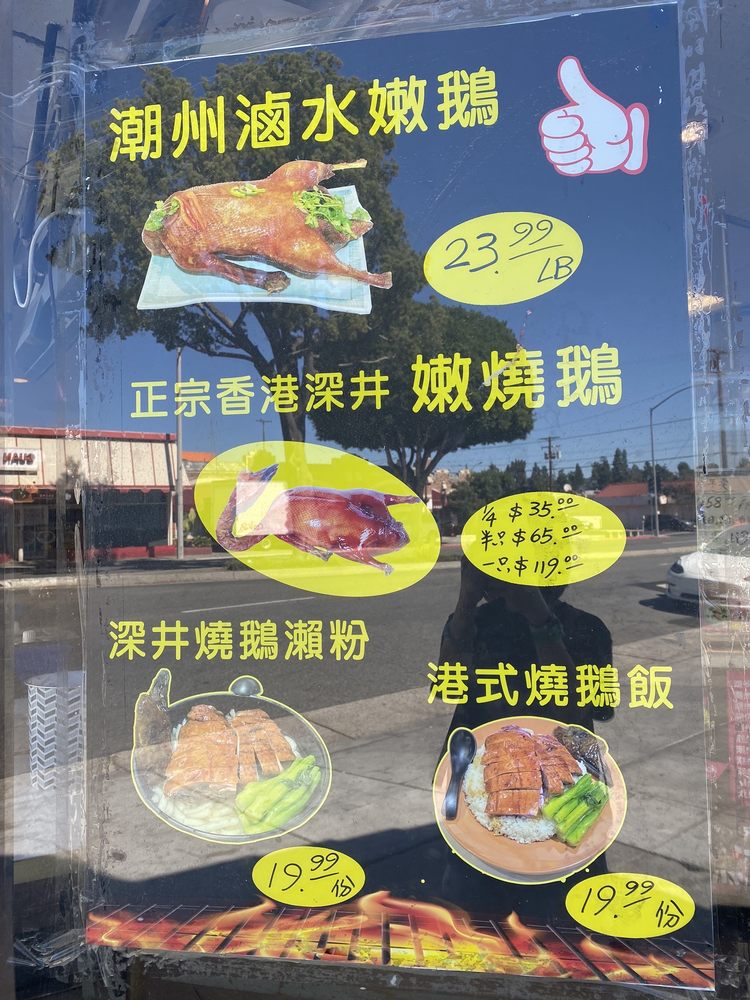 潮州滷水嫩鵝
23.99
LB
正宗香港深井 嫩燒鵝
HAUS
1/4 $35.00
半只 $65.00
一只 $119.00
深井燒鵝瀨粉
港式燒鵝飯
19.99
份
19.99
份